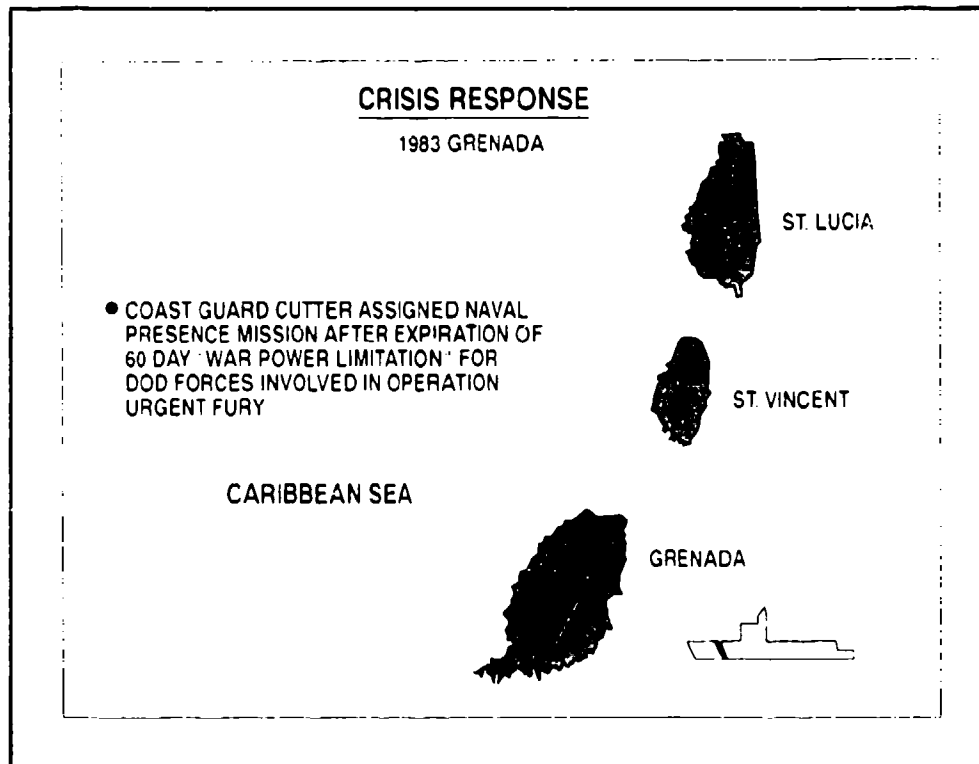 CRISIS RESPONSE
1983 GRENADA
ST. LUCIA
● COAST GUARD CUTTER ASSIGNED NAVAL
PRESENCE MISSION AFTER EXPIRATION OF
60 DAY "WAR POWER LIMITATION" FOR
DOD FORCES INVOLVED IN OPERATION
URGENT FURY
ST. VINCENT
CARIBBEAN SEA
GRENADA